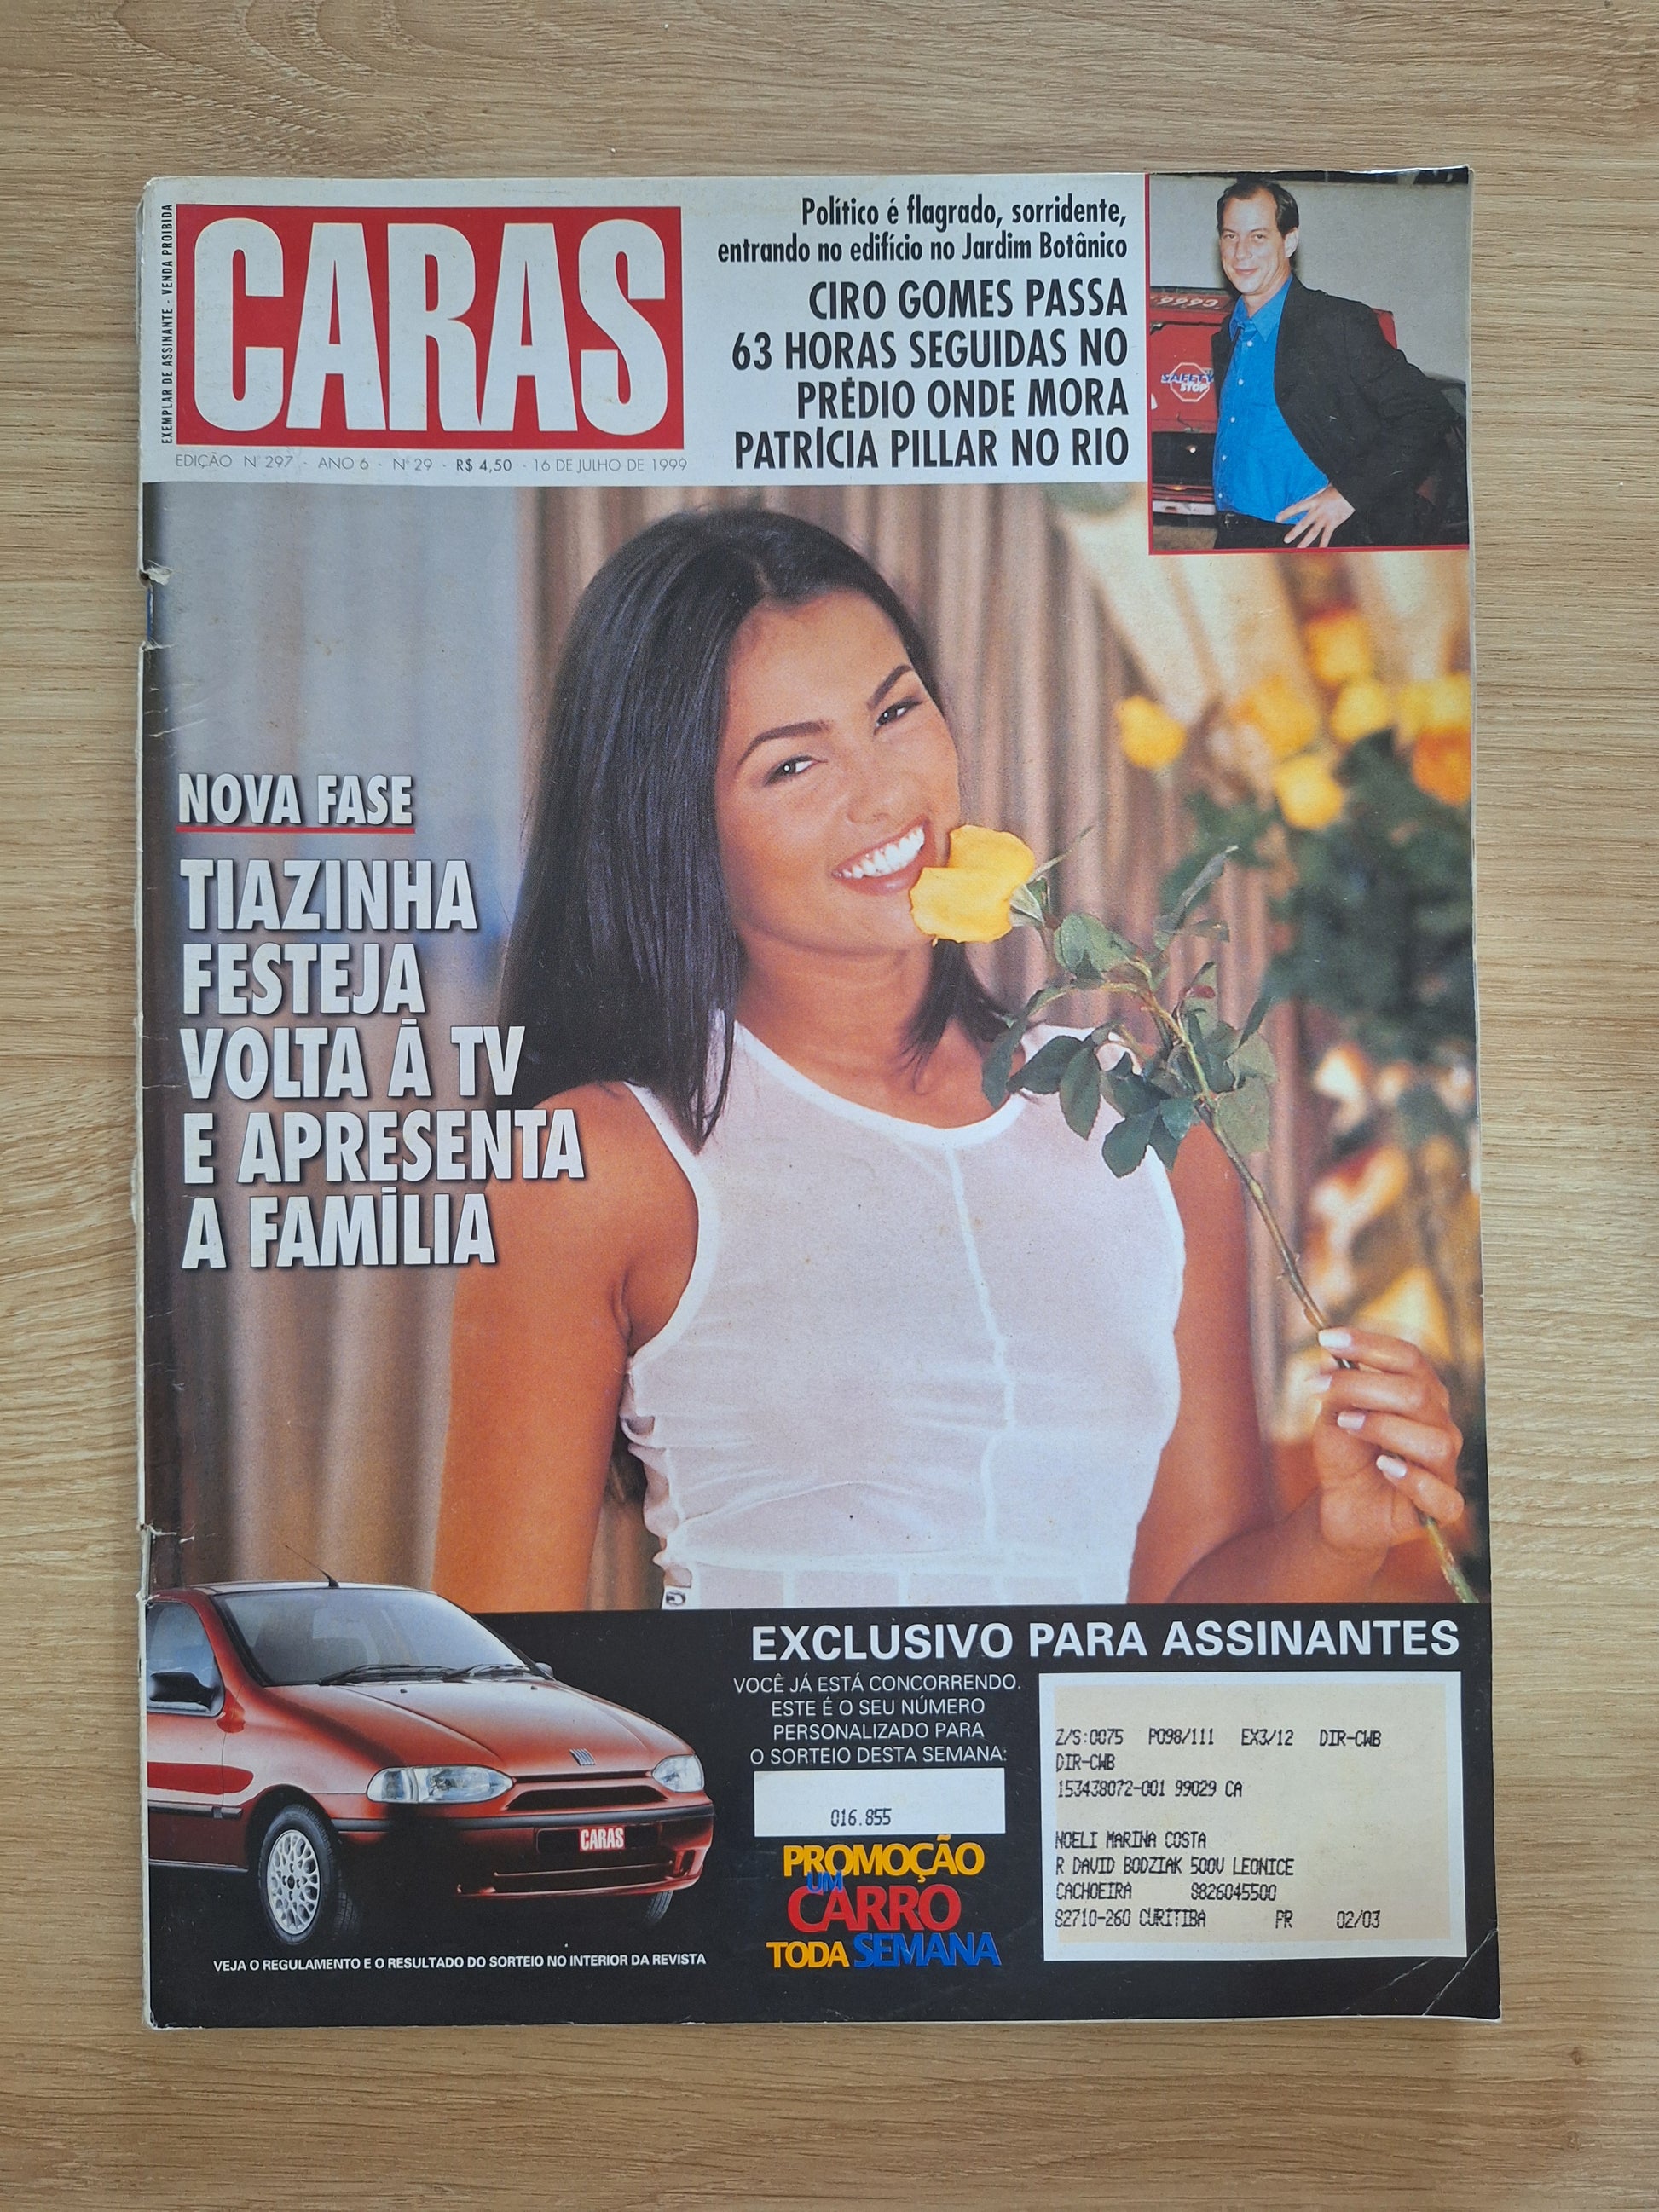 EXEMPLAR DE ASSINANTE - VENDA PROIBIDA
CARAS
EDIÇÃO Nº 297 - ANO 6 - Nº 29 - R$ 4,50 - 16 DE JULHO DE 1999
Político é flagrado, sorridente,
entrando no edifício no Jardim Botânico
CIRO GOMES PASSA
63 HORAS SEGUIDAS NO
PRÉDIO ONDE MORA
PATRÍCIA PILLAR NO RIO
9993
SAFETY
STOP
NOVA FASE
TIAZINHA
FESTEJA
VOLTA À TV
E APRESENTA
A FAMÍLIA
EXCLUSIVO PARA ASSINANTES
VOCÊ JÁ ESTÁ CONCORRENDO.
ESTE É O SEU NÚMERO
PERSONALIZADO PARA
O SORTEIO DESTA SEMANA:
016.855
PROMOÇÃO
UM
CARRO
TODA SEMANA
CARAS
VEJA O REGULAMENTO E O RESULTADO DO SORTEIO NO INTERIOR DA REVISTA
Z/S:0075 P098/111 EX3/12 DIR-CWB
DIR-CWB
153438072-001 99029 CA
NOELI MARINA COSTA
R DAVID BODZIAK 500V LEONICE
CACHOEIRA 8826045500
82710-260 CURITIBA PR 02/03